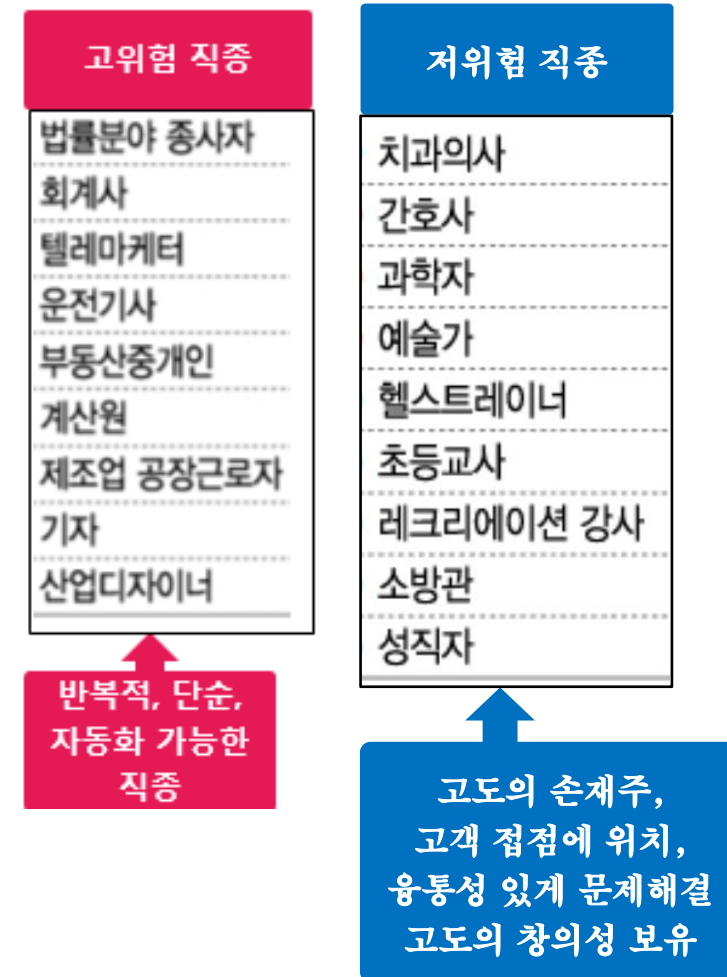 고위험 직종
법률분야 종사자
회계사
텔레마케터
운전기사
부동산중개인
계산원
제조업 공장근로자
기자
산업디자이너
반복적, 단순,
자동화 가능한
직종
저위험 직종
치과의사
간호사
과학자
예술가
헬스트레이너
초등교사
레크리에이션 강사
소방관
성직자
고도의 손재주,
고객 접점에 위치,
융통성 있게 문제해결
고도의 창의성 보유